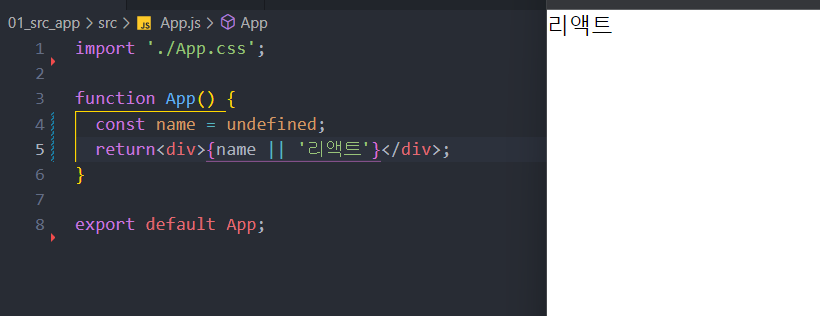 01_src_app > src > JS App.js > App
리액트
1 import './App.css';
2
3 function App() {
4 const name = undefined;
5 return<div>{name || '리액트'}</div>;
6 }
7
8 export default App;